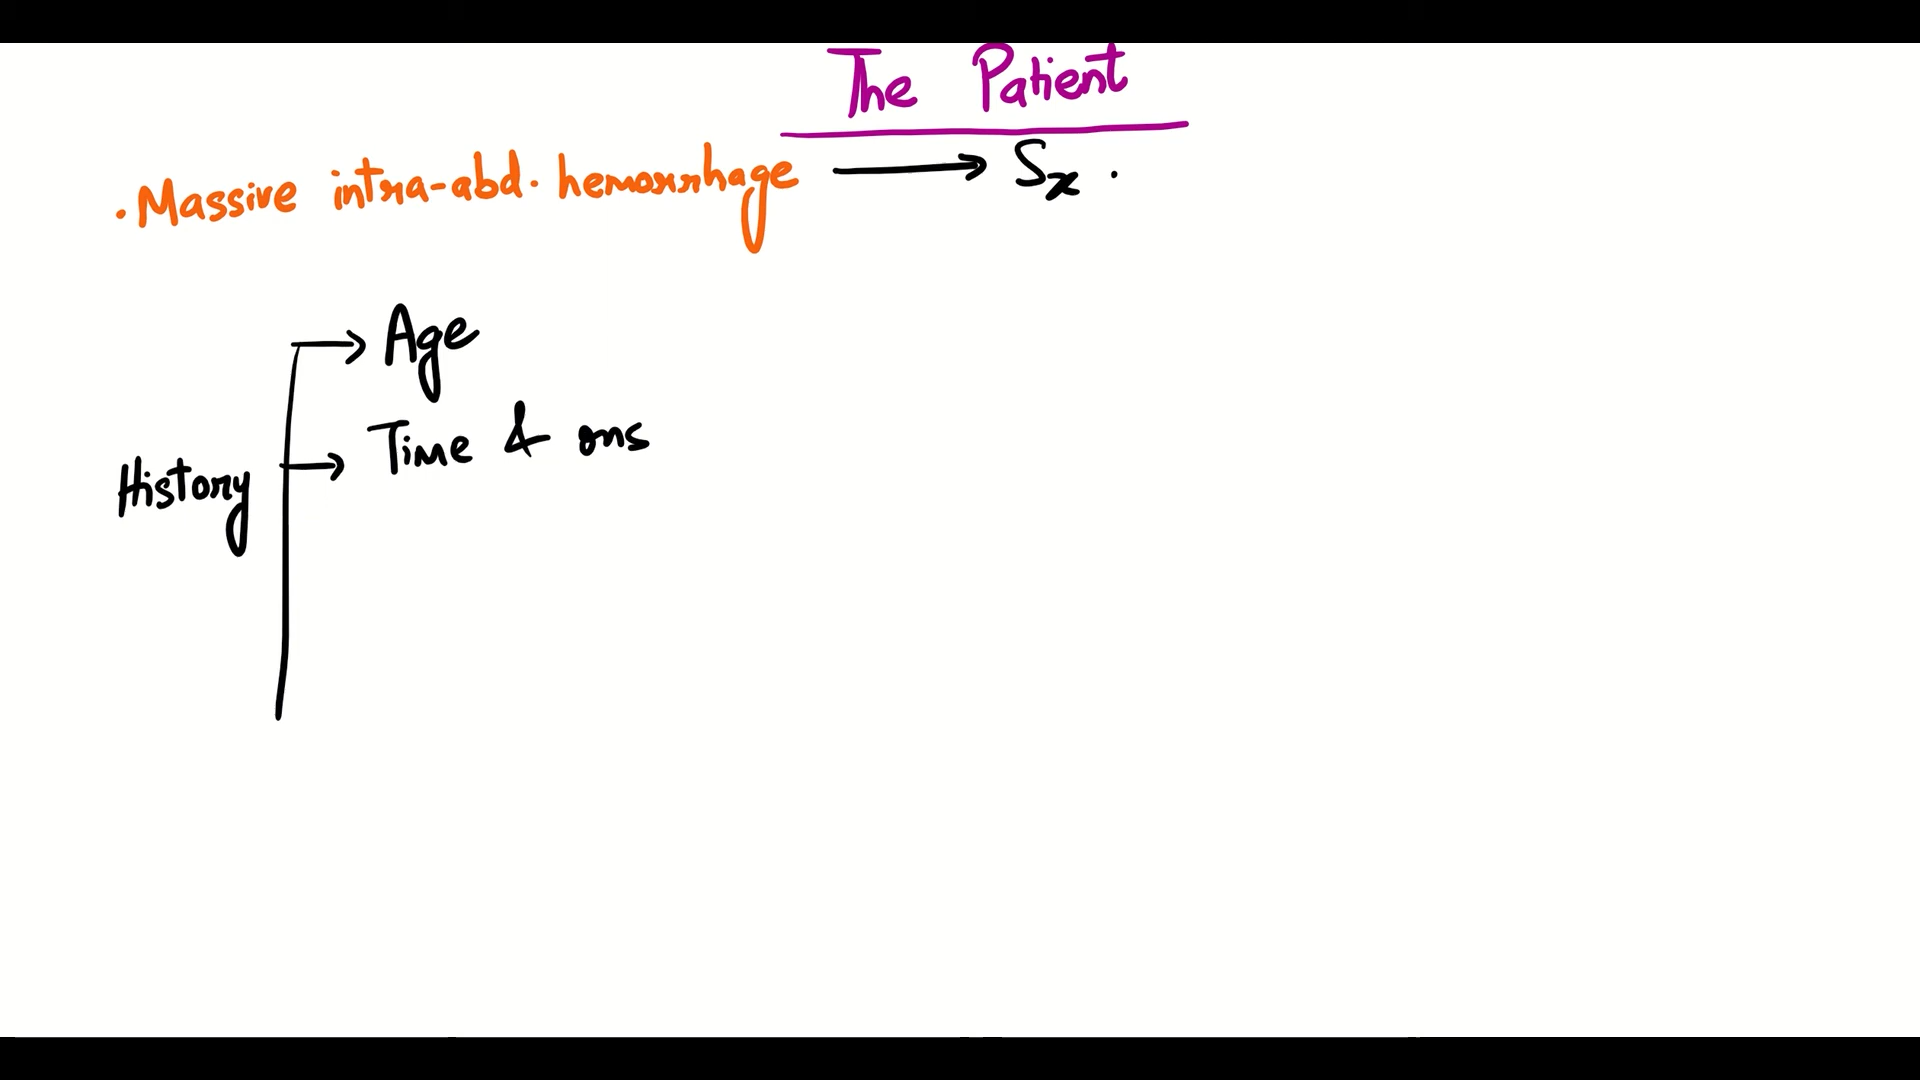 The Patient
. Massive intra-abd. hemorrhage → Sx .
→ Age
→ Time & ons
History